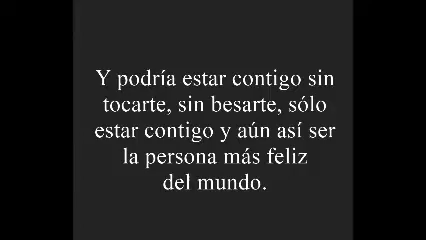 Y podría estar contigo sin
tocarte, sin besarte, sólo
estar contigo y aún así ser
la persona más feliz
del mundo.